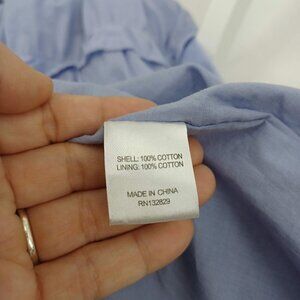 SHELL: 100% COTTON
LINING: 100% COTTON
MADE IN CHINA
RN132829